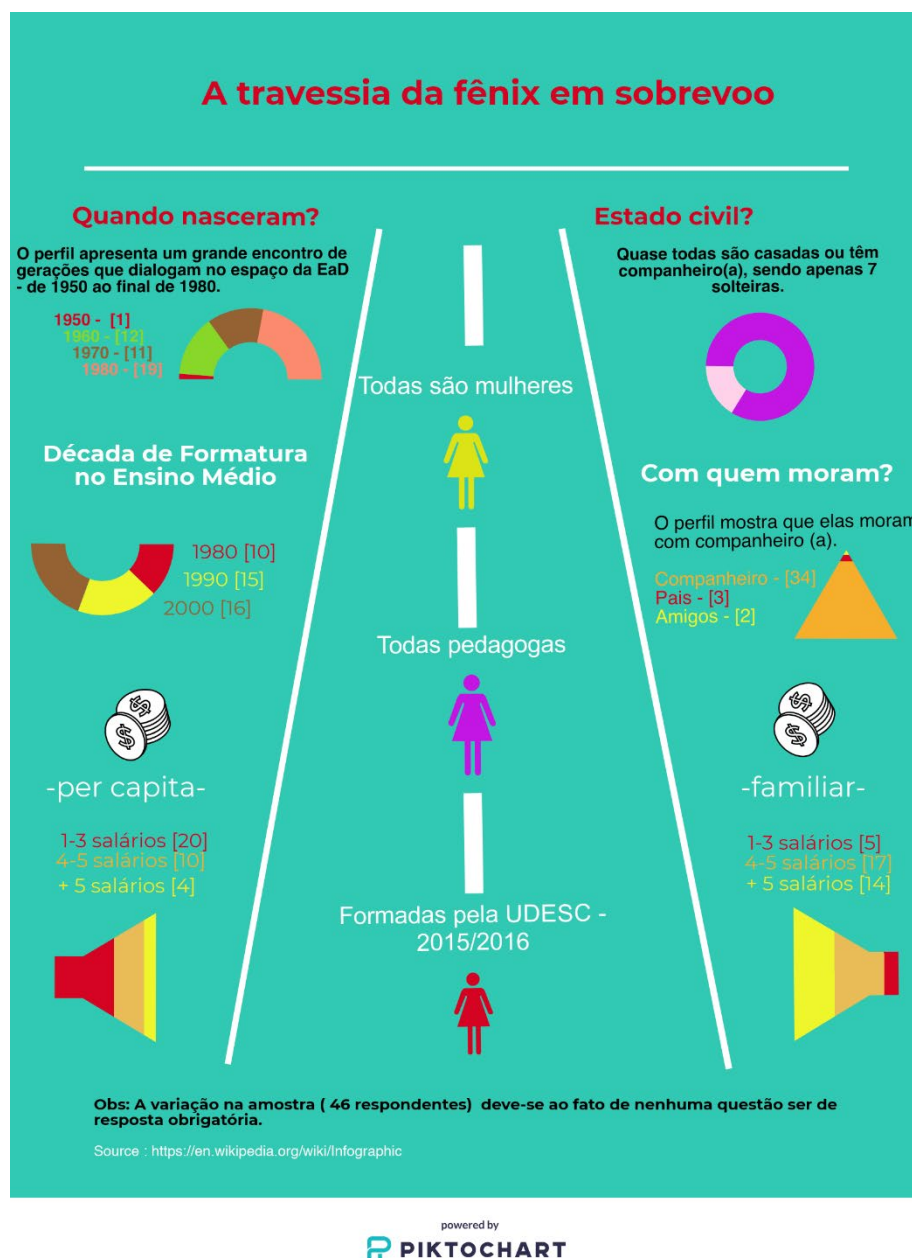 A travessia da fênix em sobrevoo
Quando nasceram?
O perfil apresenta um grande encontro de
gerações que dialogam no espaço da EaD
- de 1950 ao final de 1980.
1950 - [1]
1960 - [12]
1970 - [11]
1980 - [19]
Década de Formatura
no Ensino Médio
1980 [10]
1990 [15]
2000 [16]
-per capita-
1-3 salários [20]
4-5 salários [10]
+ 5 salários [4]
Todas são mulheres
Todas pedagogas
Formadas pela UDESC -
2015/2016
Estado civil?
Quase todas são casadas ou têm
companheiro(a), sendo apenas 7
solteiras.
Com quem moram?
O perfil mostra que elas moram
com companheiro (a).
Companheiro - [34]
Pais - [3]
Amigos - [2]
-familiar-
1-3 salários [5]
4-5 salários [17]
+ 5 salários [14]
Obs: A variação na amostra ( 46 respondentes) deve-se ao fato de nenhuma questão ser de
resposta obrigatória.
Source : https://en.wikipedia.org/wiki/Infographic
powered by
PIKTOCHART